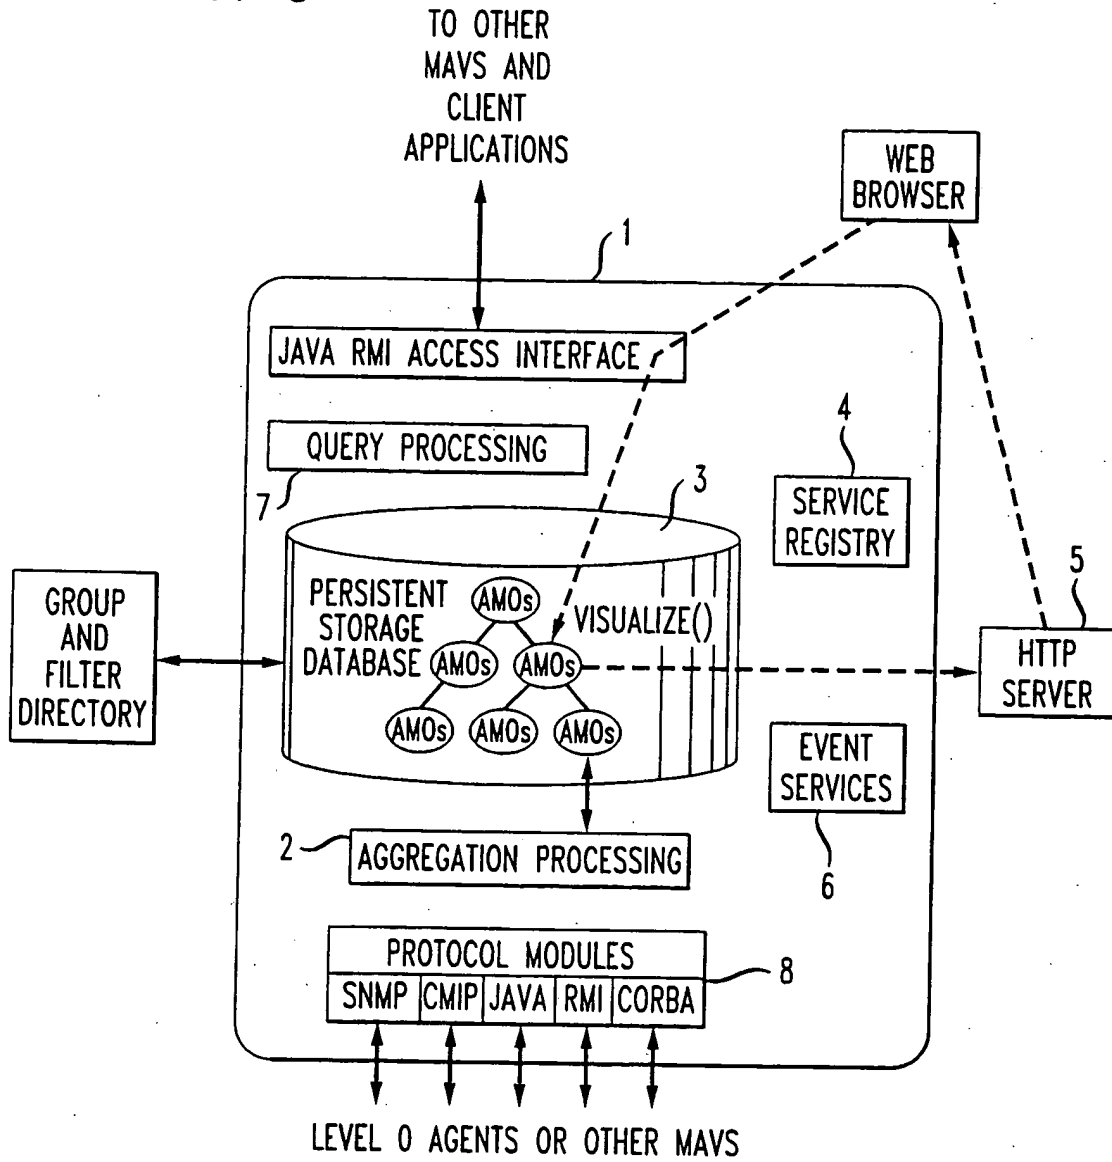 TO OTHER
MAVS AND
CLIENT
APPLICATIONS
WEB
BROWSER
1
JAVA RMI ACCESS INTERFACE
QUERY PROCESSING
7
4
SERVICE
REGISTRY
3
5
HTTP
SERVER
GROUP
AND
FILTER
DIRECTORY
PERSISTENT
STORAGE
DATABASE
AMOs
VISUALIZE()
AMOs
AMOs
AMOs
AMOs
AMOs
EVENT
SERVICES
6
2
AGGREGATION PROCESSING
PROTOCOL MODULES
SNMP CMIP JAVA RMI CORBA
8
LEVEL 0 AGENTS OR OTHER MAVS